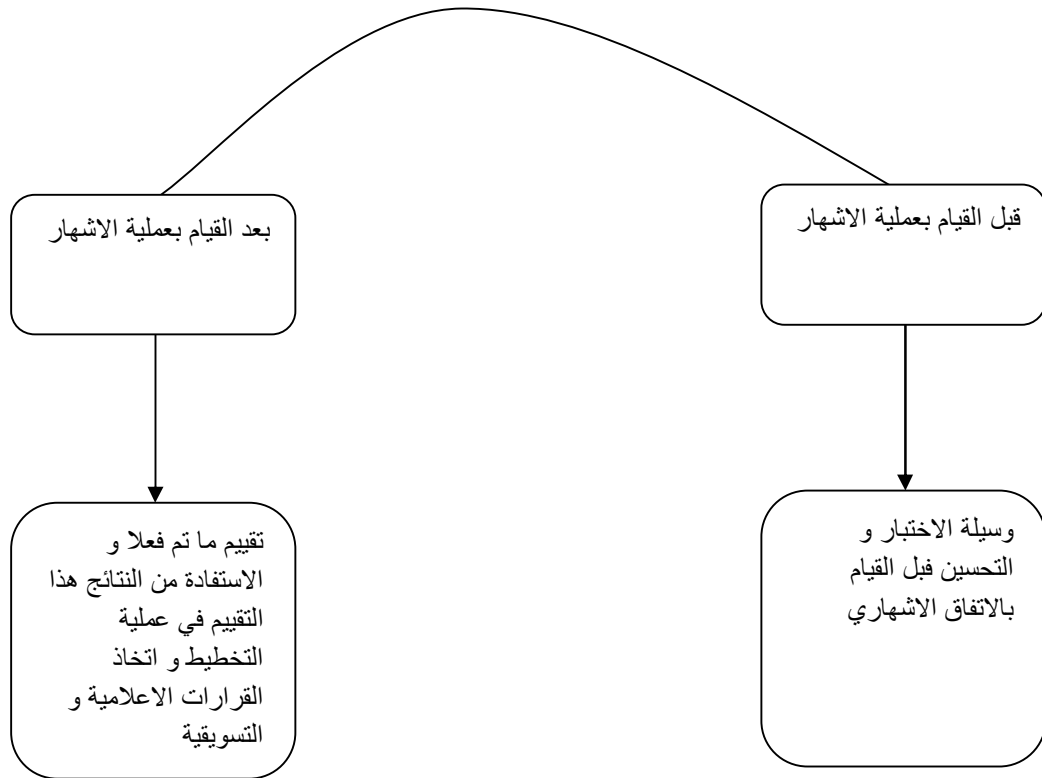 قبل القيام بعملية الاشهار
بعد القيام بعملية الاشهار
وسيلة الاختبار و
التحسين فبل القيام
بالاتفاق الاشهاري
تقييم ما تم فعلا و
الاستفادة من النتائج هذا
التقييم في عملية
التخطيط و اتخاذ
القرارات الاعلامية و
التسويقية